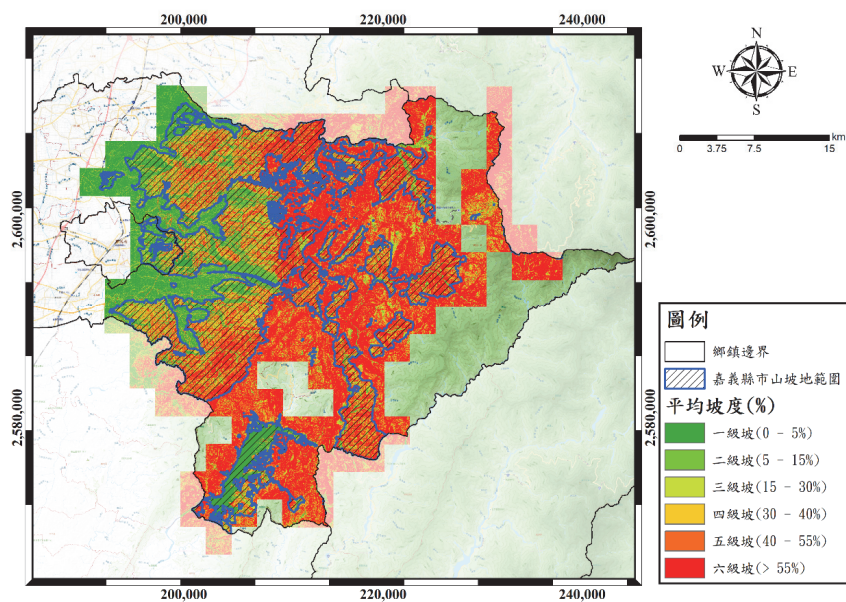 200,000
220,000
240,000
N
W
E
S
km
0
3.75
7.5
15
2,600,000
2,600,000
2,580,000
2,580,000
圖例
鄉鎮邊界
嘉義縣市山坡地範圍
平均坡度(%)
一級坡(0 - 5%)
二級坡(5 - 15%)
三級坡(15 - 30%)
四級坡(30 - 40%)
五級坡(40 - 55%)
六級坡(> 55%)
200,000
220,000
240,000